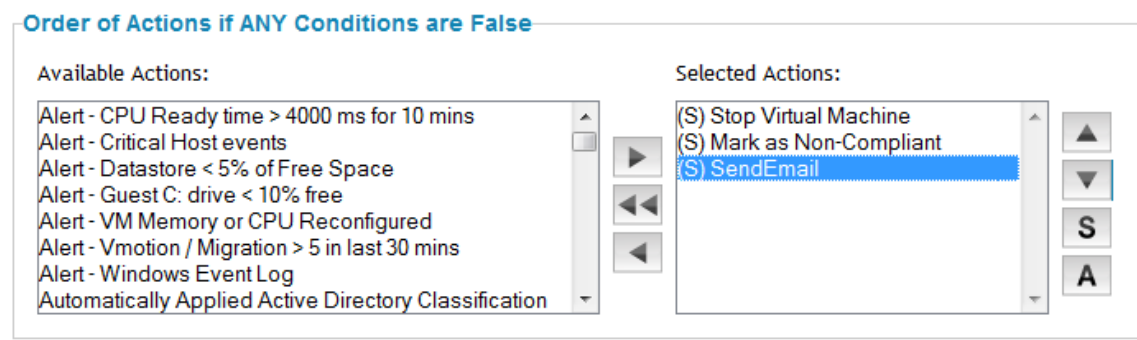 Order of Actions if ANY Conditions are False
Available Actions:
Selected Actions:
Alert - CPU Ready time > 4000 ms for 10 mins
Alert - Critical Host events
Alert - Datastore < 5% of Free Space
Alert - Guest C: drive < 10% free
Alert - VM Memory or CPU Reconfigured
Alert - Vmotion / Migration > 5 in last 30 mins
Alert - Windows Event Log
Automatically Applied Active Directory Classification
(S) Stop Virtual Machine
(S) Mark as Non-Compliant
(S) SendEmail
S
A